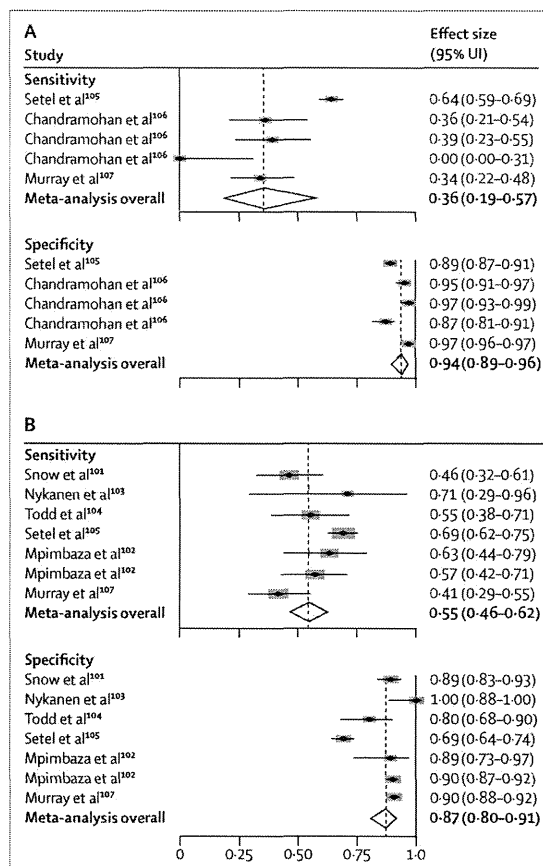 A
Study Effect size (95% UI)
Sensitivity
Setel et al¹⁰⁵ 0·64 (0·59–0·69)
Chandramohan et al¹⁰⁶ 0·36 (0·21–0·54)
Chandramohan et al¹⁰⁶ 0·39 (0·23–0·55)
Chandramohan et al¹⁰⁶ 0·00 (0·00–0·31)
Murray et al¹⁰⁷ 0·34 (0·22–0·48)
Meta-analysis overall 0·36 (0·19–0·57)
Specificity
Setel et al¹⁰⁵ 0·89 (0·87–0·91)
Chandramohan et al¹⁰⁶ 0·95 (0·91–0·97)
Chandramohan et al¹⁰⁶ 0·97 (0·93–0·99)
Chandramohan et al¹⁰⁶ 0·87 (0·81–0·91)
Murray et al¹⁰⁷ 0·97 (0·96–0·97)
Meta-analysis overall 0·94 (0·89–0·96)
B
Sensitivity
Snow et al¹⁰¹ 0·46 (0·32–0·61)
Nykanen et al¹⁰³ 0·71 (0·29–0·96)
Todd et al¹⁰⁴ 0·55 (0·38–0·71)
Setel et al¹⁰⁵ 0·69 (0·62–0·75)
Mpimbaza et al¹⁰² 0·63 (0·44–0·79)
Mpimbaza et al¹⁰² 0·57 (0·42–0·71)
Murray et al¹⁰⁷ 0·41 (0·29–0·55)
Meta-analysis overall 0·55 (0·46–0·62)
0 0·25 0·50 0·75 1·0
Specificity
Snow et al¹⁰¹ 0·89 (0·83–0·93)
Nykanen et al¹⁰³ 1·00 (0·88–1·00)
Todd et al¹⁰⁴ 0·80 (0·68–0·90)
Setel et al¹⁰⁵ 0·69 (0·64–0·74)
Mpimbaza et al¹⁰² 0·89 (0·73–0·97)
Mpimbaza et al¹⁰² 0·90 (0·87–0·92)
Murray et al¹⁰⁷ 0·90 (0·88–0·92)
Meta-analysis overall 0·87 (0·80–0·91)
0 0·25 0·50 0·75 1·0